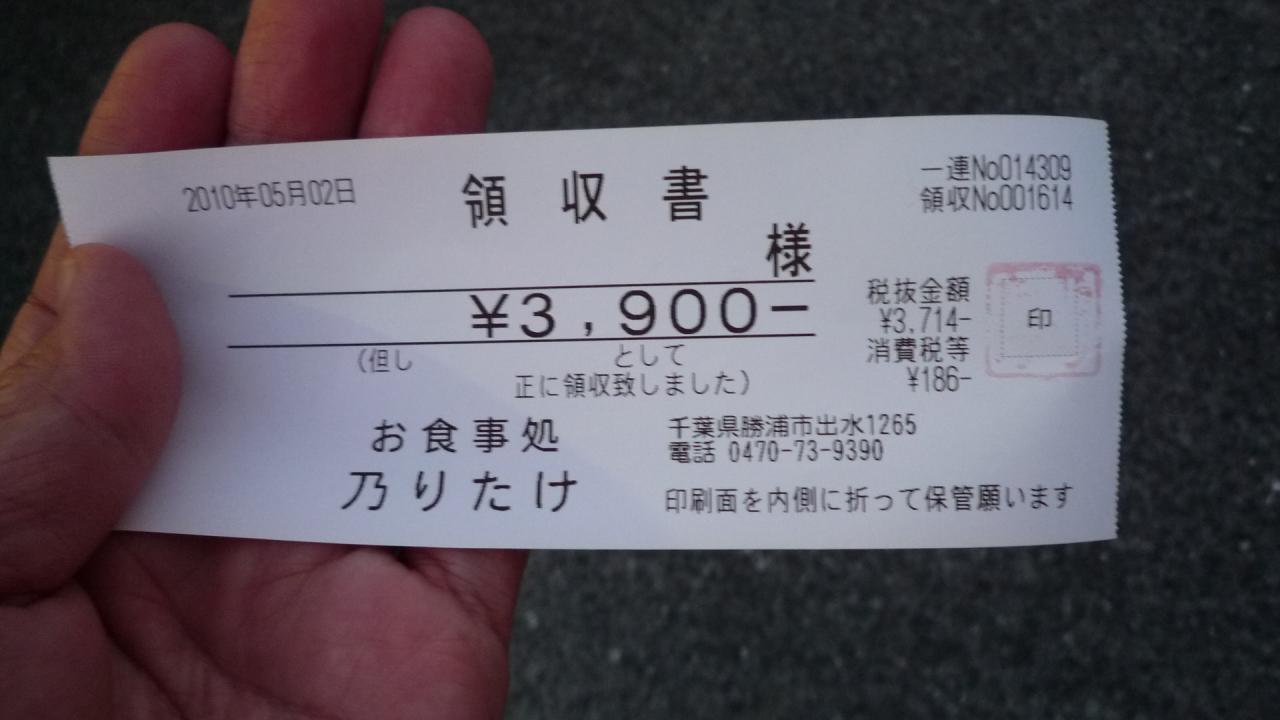 2010年05月02日
領収書
一連No014309
領収No001614
様
¥3,900-
(但し として
正に領収致しました)
税抜金額
¥3,714-
消費税等
¥186-
印
お食事処
乃りたけ
千葉県勝浦市出水1265
電話 0470-73-9390
印刷面を内側に折って保管願います